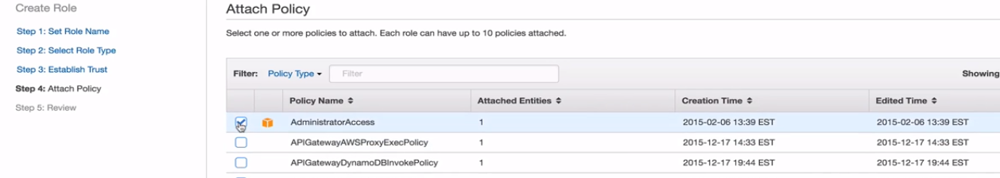 Create Role
Attach Policy
Step 1: Set Role Name
Select one or more policies to attach. Each role can have up to 10 policies attached.
Step 2: Select Role Type
Step 3: Establish Trust
Filter: Policy Type Filter Showing
Step 4: Attach Policy
Policy Name Attached Entities Creation Time Edited Time
Step 5: Review
AdministratorAccess 1 2015-02-06 13:39 EST 2015-02-06 13:39 EST
APIGatewayAWSProxyExecPolicy 1 2015-12-17 14:33 EST 2015-12-17 14:33 EST
APIGatewayDynamoDBInvokePolicy 1 2015-12-17 19:44 EST 2015-12-17 19:44 EST